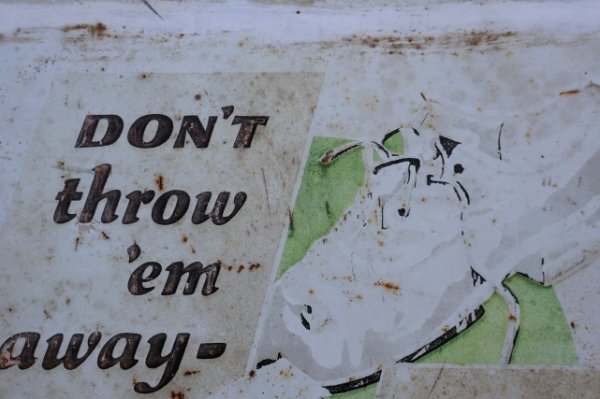 DON'T
throw
'em
away-